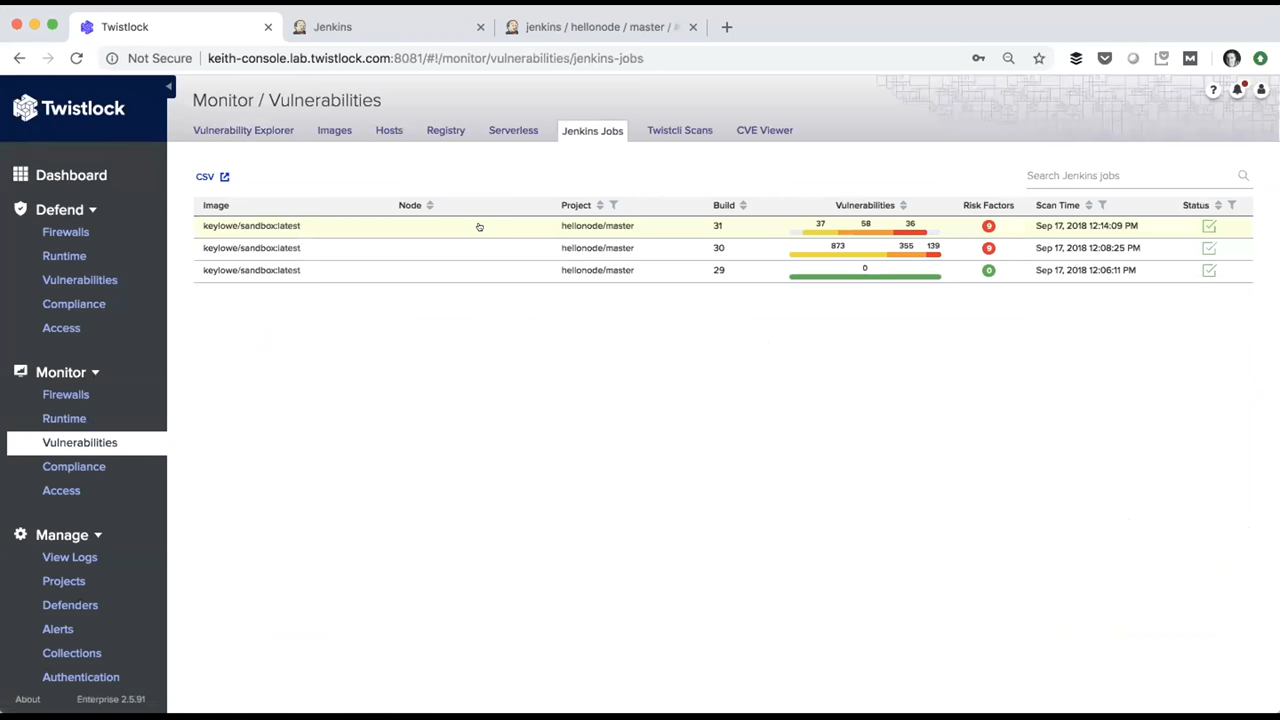 Twistlock
Jenkins
jenkins / hellonode / master /
Not Secure
keith-console.lab.twistlock.com:8081/#!/monitor/vulnerabilities/jenkins-jobs
Twistlock
Monitor / Vulnerabilities
Vulnerability Explorer Images Hosts Registry Serverless Jenkins Jobs Twistcli Scans CVE Viewer
Dashboard
Defend
Firewalls
Runtime
Vulnerabilities
Compliance
Access
Monitor
Firewalls
Runtime
Vulnerabilities
Compliance
Access
Manage
View Logs
Projects
Defenders
Alerts
Collections
Authentication
About Enterprise 2.5.91
CSV
Search Jenkins jobs
Image Node Project Build Vulnerabilities Risk Factors Scan Time Status
keylowe/sandbox:latest hellonode/master 31 37 58 36 9 Sep 17, 2018 12:14:09 PM
keylowe/sandbox:latest hellonode/master 30 873 355 139 9 Sep 17, 2018 12:08:25 PM
keylowe/sandbox:latest hellonode/master 29 0 0 Sep 17, 2018 12:06:11 PM